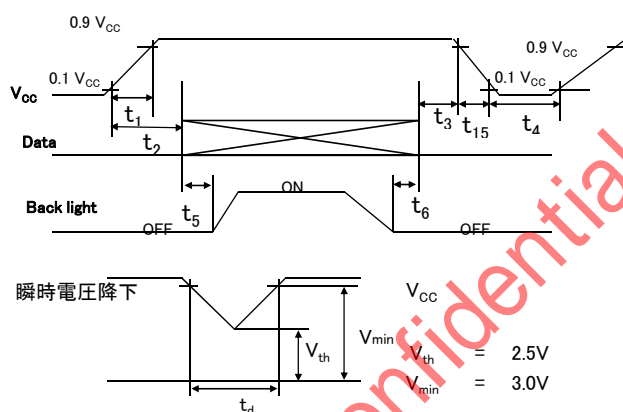 0.9 VCC
0.9 VCC
0.1 VCC
0.1 VCC
VCC
t1
t3
t15
t4
t2
Data
t5
ON
t6
Back light
OFF
OFF
瞬時電圧降下
VCC
Vmin
Vth
Vth = 2.5V
Vmin = 3.0V
td
Confidential